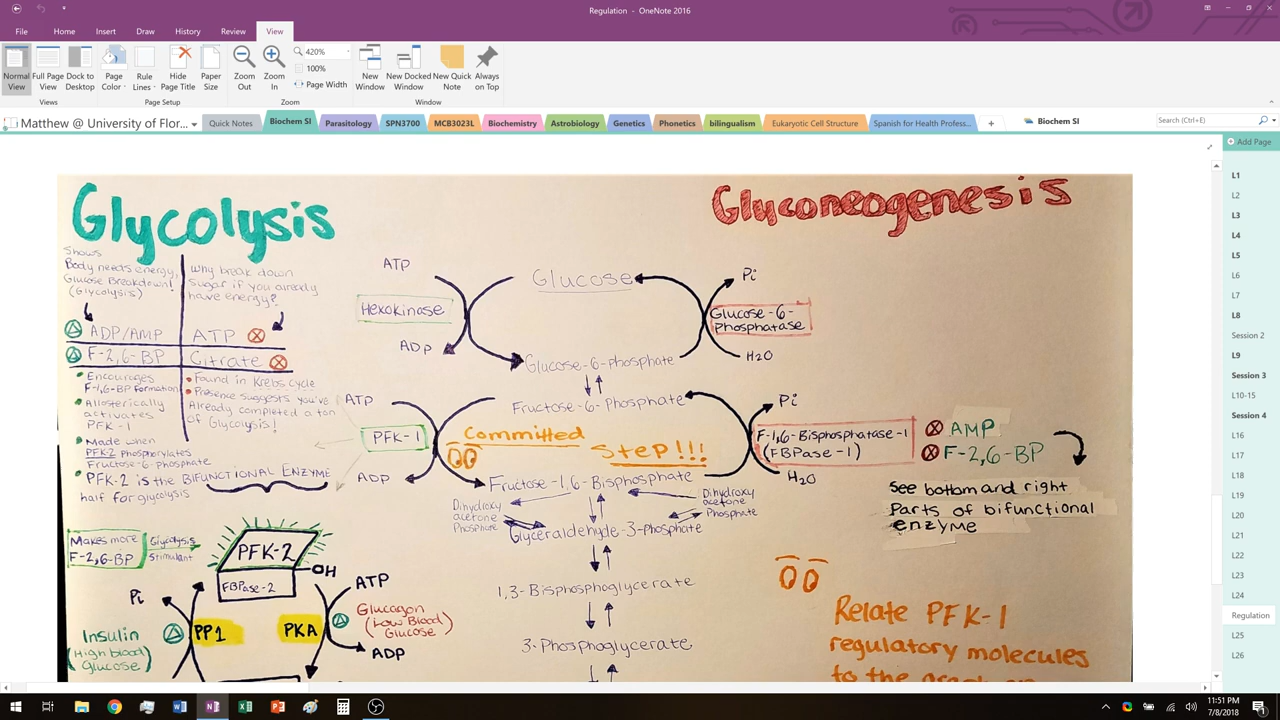 Regulation - OneNote 2016
File Home Insert Draw History Review View
Normal View
Full Page View
Dock to Desktop
Page Color
Rule Lines
Hide Title
Paper Size
Zoom Out
Zoom In
420%
100%
Page Width
New Window
New Docked Window
New Quick Note
Always on Top
Views
Page Setup
Zoom
Window
Matthew @ University of Flor...
Quick Notes
Biochem SI
Parasitology
SPN3700
MCB3023L
Biochemistry
Astrobiology
Genetics
Phonetics
bilingualism
Eukaryotic Cell Structure
Spanish for Health Profess...
Biochem SI
Search (Ctrl+E)
Add Page
L1
L2
L3
L4
L5
L6
L7
L8
Session 2
L9
Session 3
L10-15
Session 4
L16
L17
L18
L19
L20
L21
L22
L23
L24
Regulation
L25
L26
Glycolysis
Gluconeogenesis
Shows
Body needs energy,
Glucose Breakdown!
(Glycolysis)
Why break down
sugar if you already
have energy?
ADP/AMP
ATP
F-2,6-BP
Citrate
Encourages
F-1,6-BP formation
Allosterically
activates
PFK-1
Made when
PFK-2 Phosphorylates
Fructose-6-Phosphate
PFK-2 is the BIFUNCTIONAL ENZYME
half for glycolysis
Found in Krebs cycle
Presence suggests you've
Already completed a ton
of Glycolysis!
ATP
Hexokinase
ADP
Glucose
Pi
Glucose-6-
Phosphatase
H2O
Glucose-6-phosphate
ATP
PFK-1
ADP
Fructose-6-Phosphate
Committed
Step!!!
Pi
F-1,6-Bisphosphatase-1
(FBPase-1)
H2O
AMP
F-2,6-BP
See bottom and right
Parts of bifunctional
enzyme
Fructose-1,6-Bisphosphate
Dihydroxy
acetone
Phosphate
Dihydroxy
acetone
Phosphate
Glyceraldehyde-3-Phosphate
1,3-Bisphosphoglycerate
3-Phosphoglycerate
Makes more
F-2,6-BP
Glycolysis
Stimulant
PFK-2
FBPase-2
OH
Pi
ATP
PP1
PKA
Insulin
(High blood
Glucose)
Glucagon
(Low Blood
Glucose)
ADP
Relate PFK-1
regulatory molecules
11:51 PM
7/8/2018